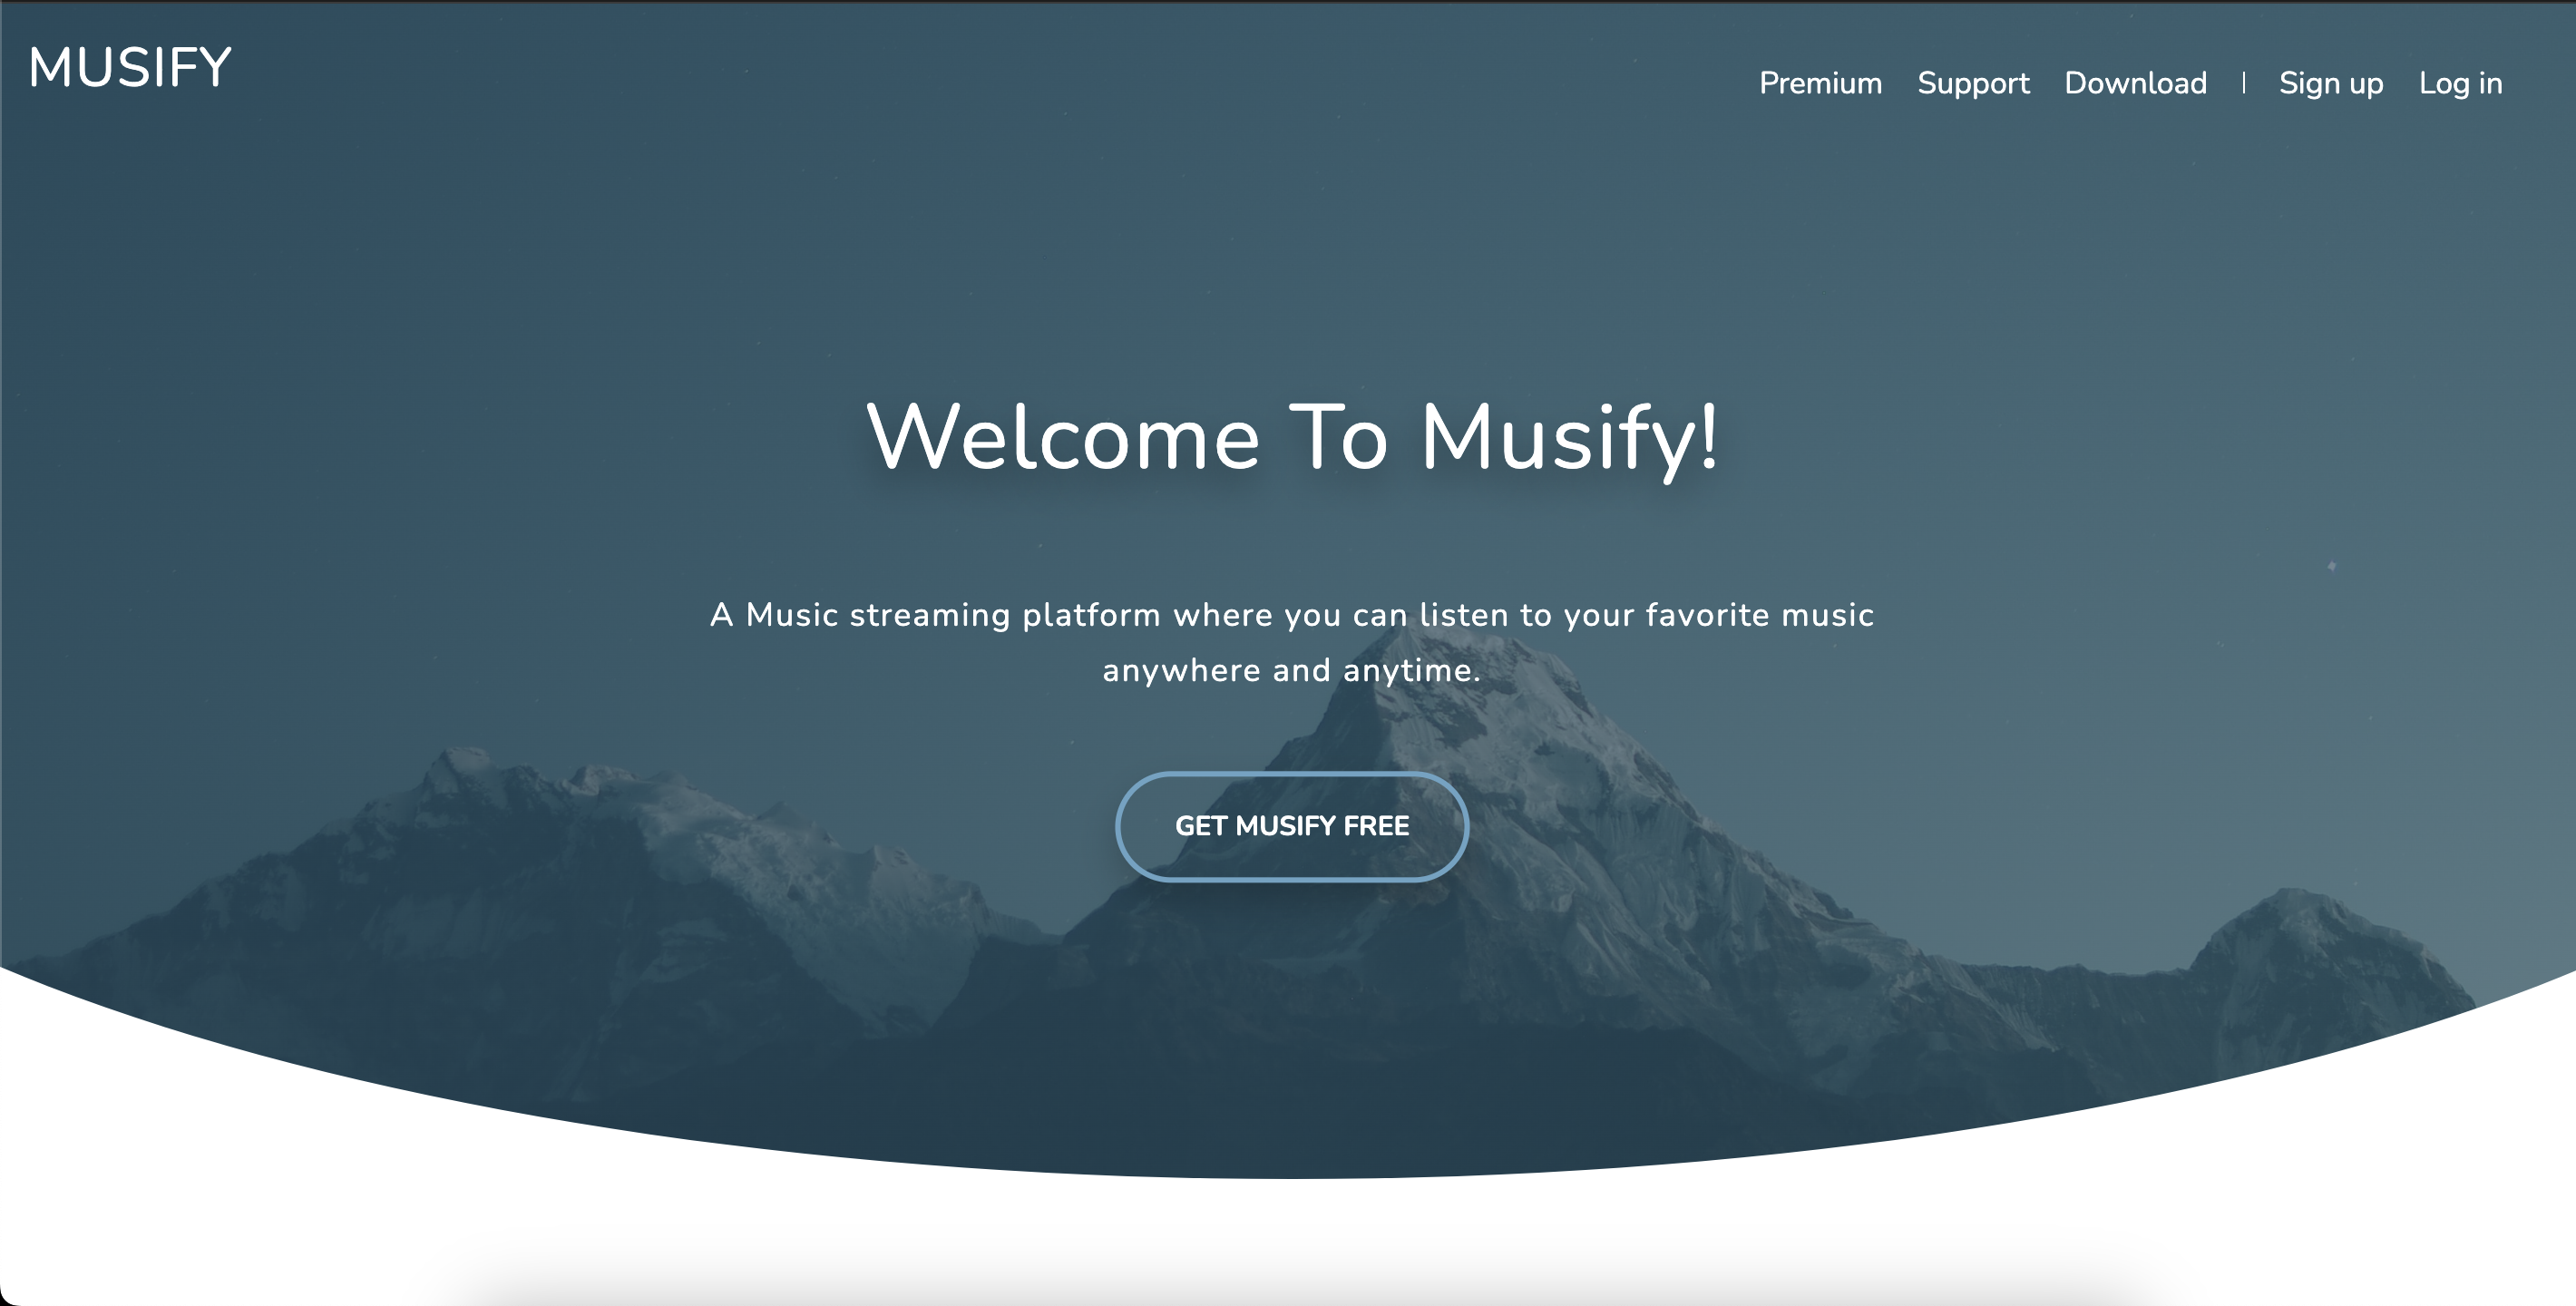 MUSIFY
Premium Support Download | Sign up Log in
Welcome To Musify!
A Music streaming platform where you can listen to your favorite music
anywhere and anytime.
GET MUSIFY FREE